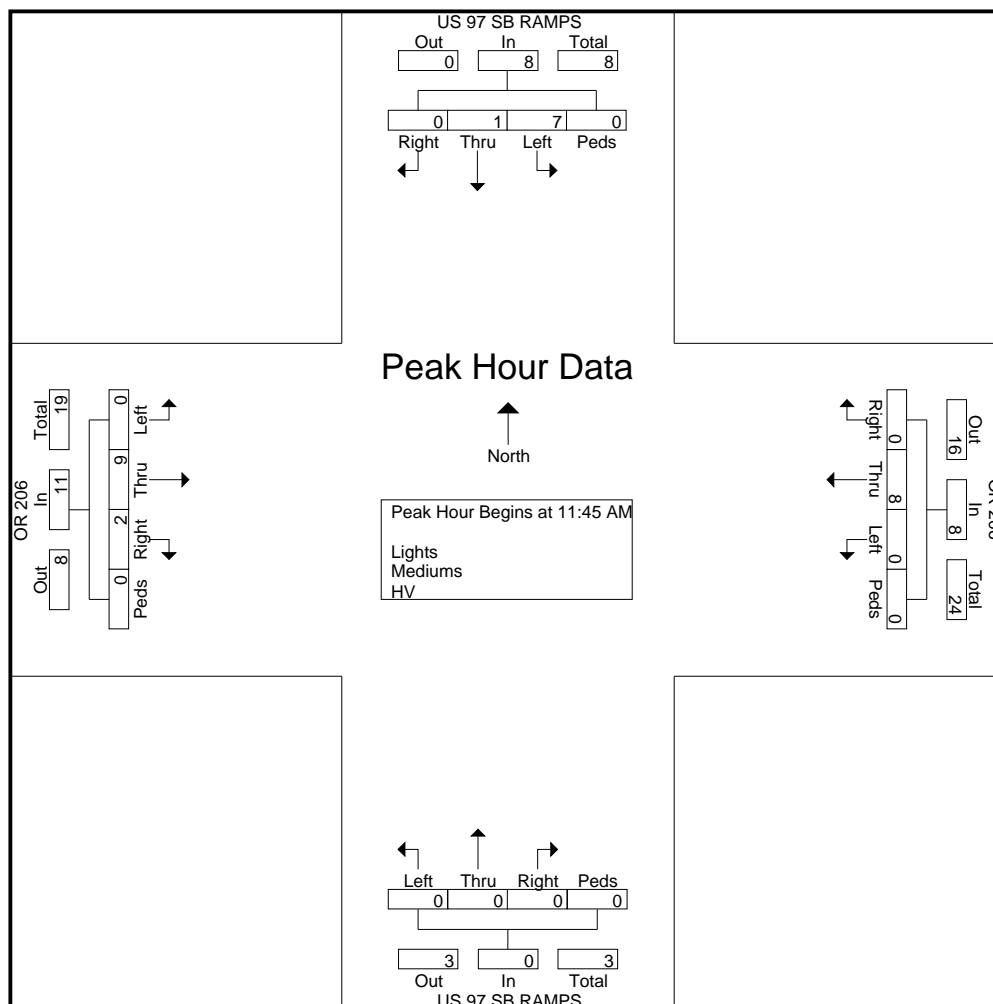 US 97 SB RAMPS
Out In Total
0 8 8
0 1 7 0
Right Thru Left Peds
Peak Hour Data
North
Peak Hour Begins at 11:45 AM
Lights
Mediums
HV
OR 206
Out In Total
8 11 19
0 9 2 0
Left Thru Right Peds
Right Thru Left Peds
0 8 0 0
Out In Total
16 8 24
Left Thru Right Peds
0 0 0 0
3 0 3
Out In Total
US 97 SB RAMPS